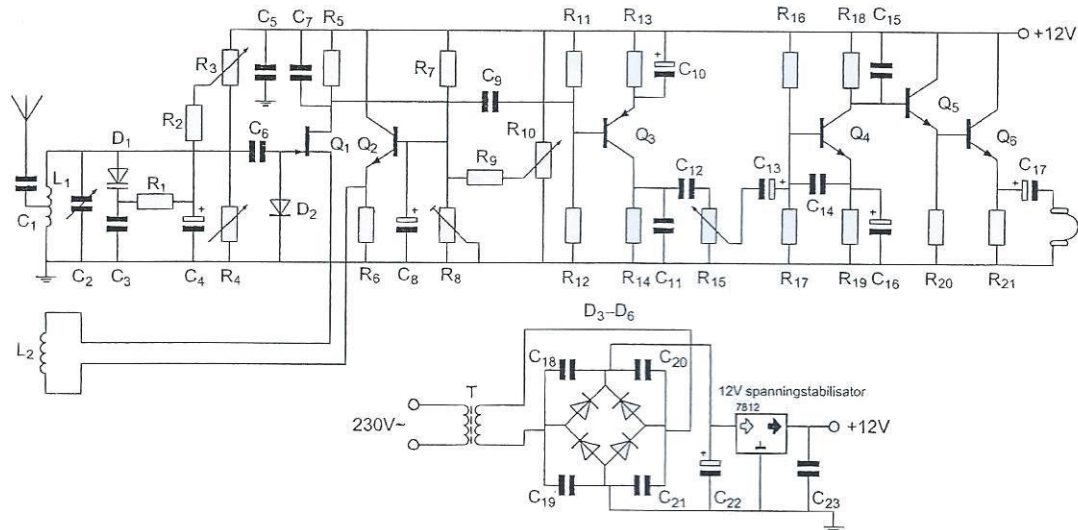 R11 R13 R16 R18 C15
C5 C7 R5
+12V
R3
R7
C9
C10
R2
R10
Q5
D1
C6
Q1 Q2
Q3
Q4
Q6
L1
R9
C12
C13
C17
R1
D2
C14
C1
C2 C3 C4 R4
R6 C8 R8
R12 R14 C11 R15
R17 R19 C16 R20 R21
D3–D6
L2
C18 C20
T
12V spanningstabilisator
7812
230V~
+12V
C19 C21 C22 C23